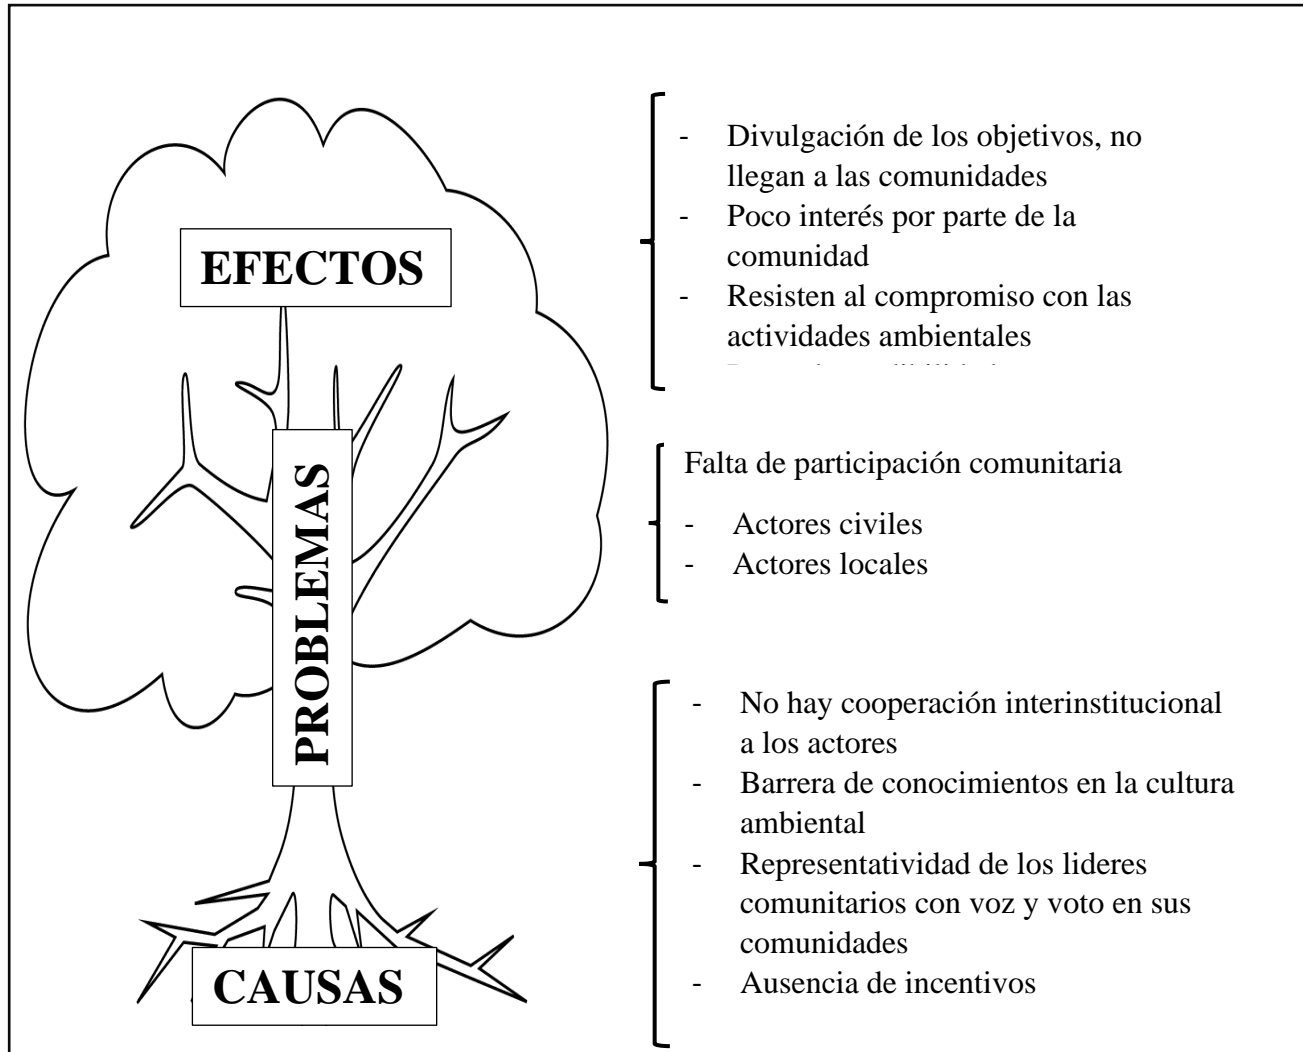 EFECTOS
- Divulgación de los objetivos, no
llegan a las comunidades
- Poco interés por parte de la
comunidad
- Resisten al compromiso con las
actividades ambientales
PROBLEMAS
Falta de participación comunitaria
- Actores civiles
- Actores locales
CAUSAS
- No hay cooperación interinstitucional
a los actores
- Barrera de conocimientos en la cultura
ambiental
- Representatividad de los lideres
comunitarios con voz y voto en sus
comunidades
- Ausencia de incentivos